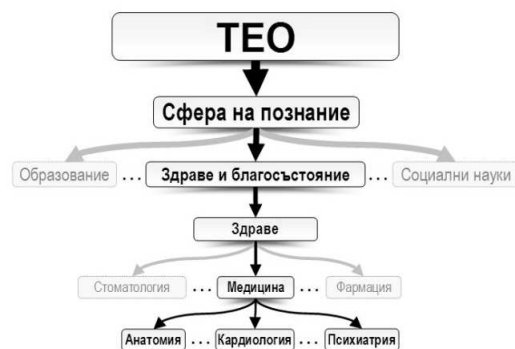 ТЕО
Сфера на познание
Образование ... Здраве и благосъстояние ... Социални науки
Здраве
Стоматология ... Медицина ... Фармация
Анатомия ... Кардиология ... Психиатрия